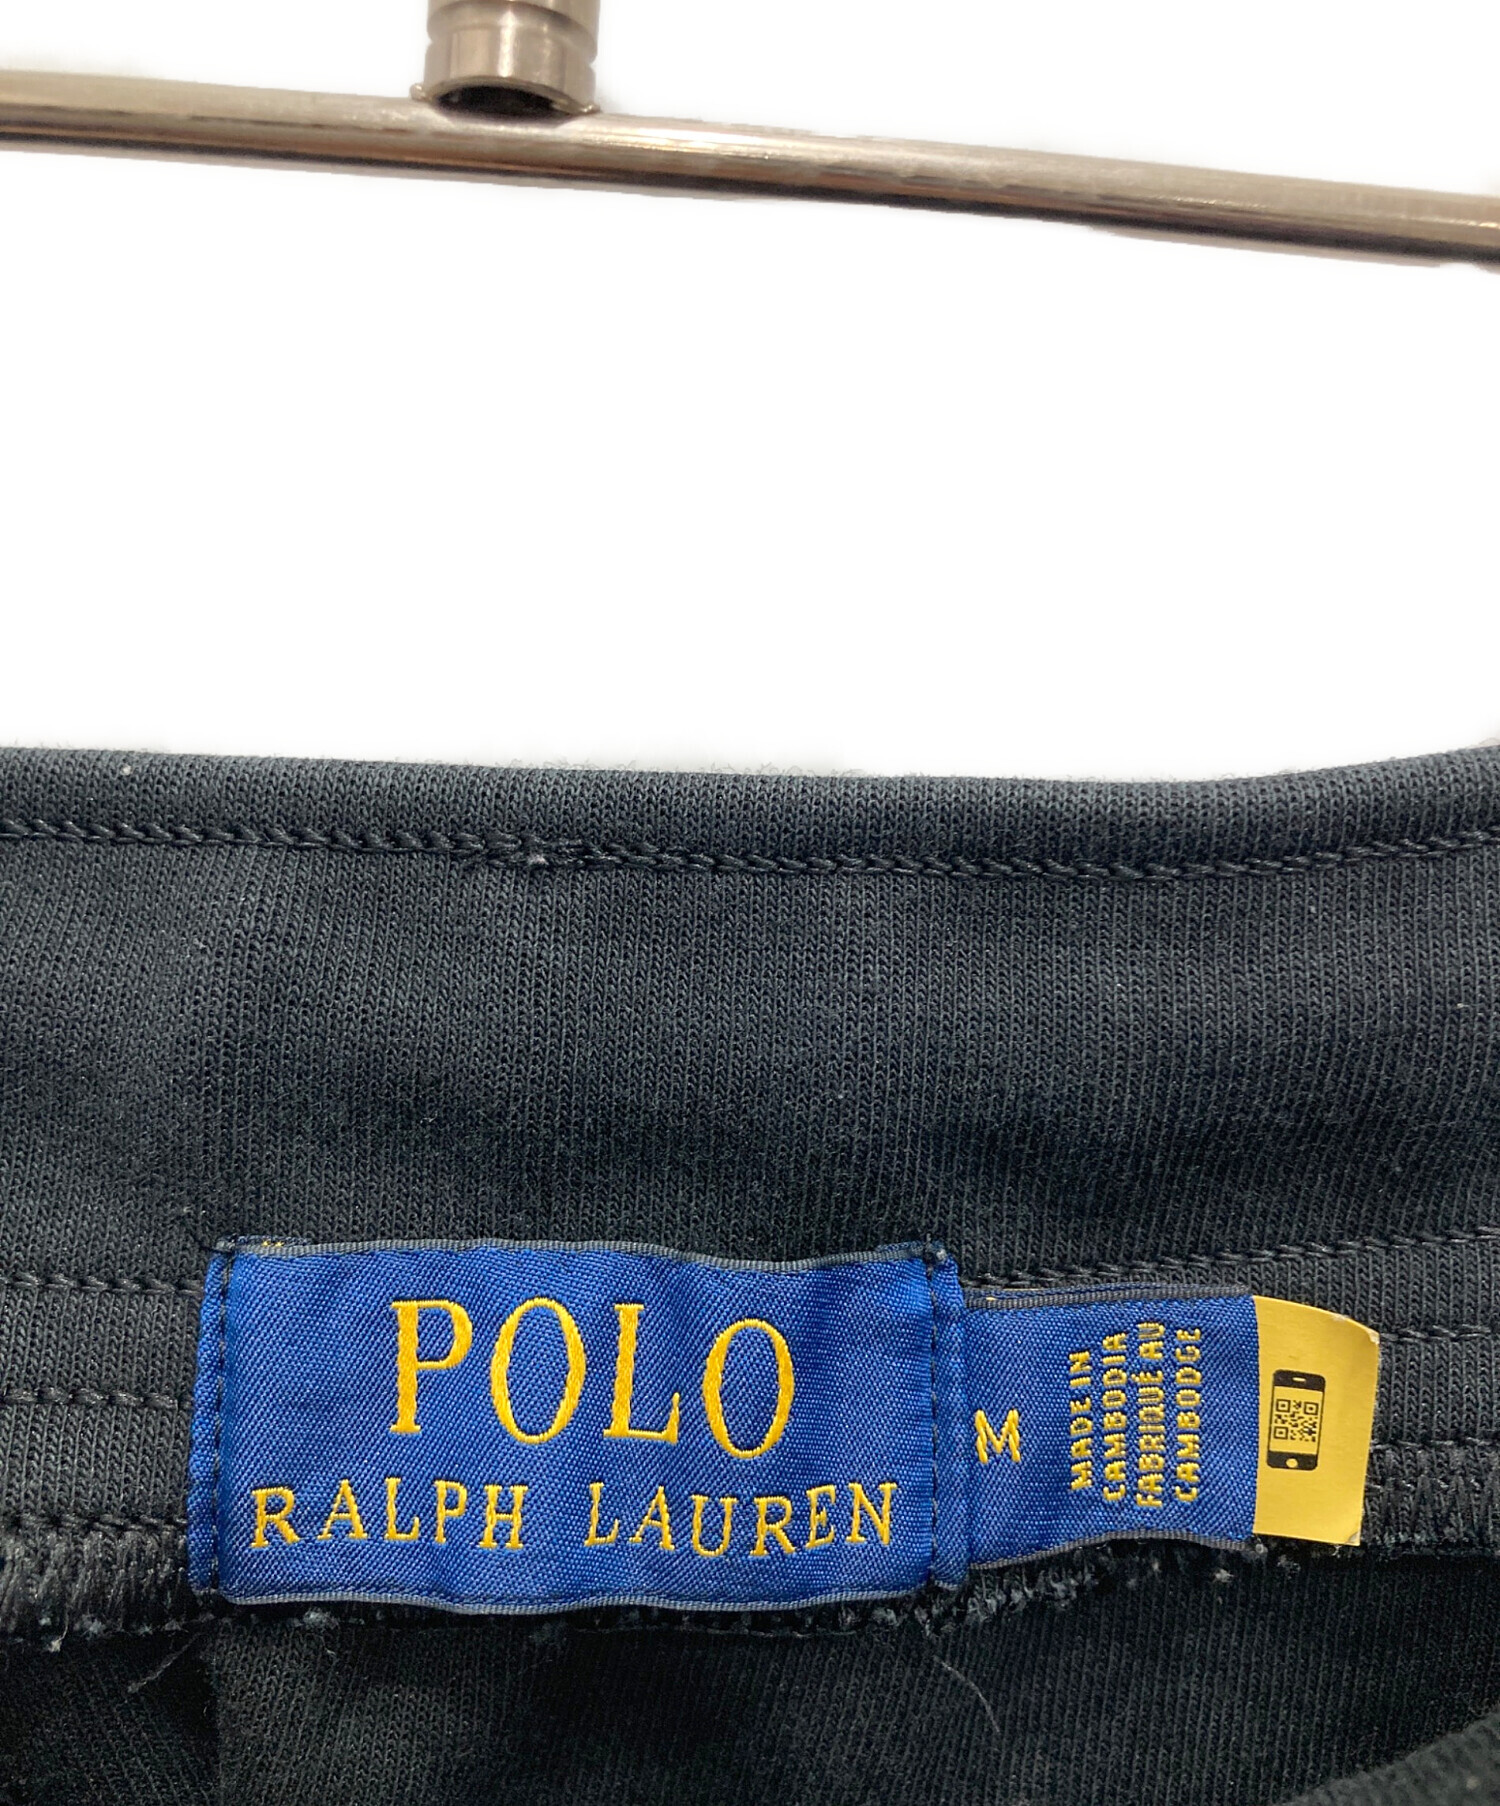 POLO
RALPH LAUREN
M
MADE IN
CAMBODIA
FABRIQUÉ AU
CAMBODGE